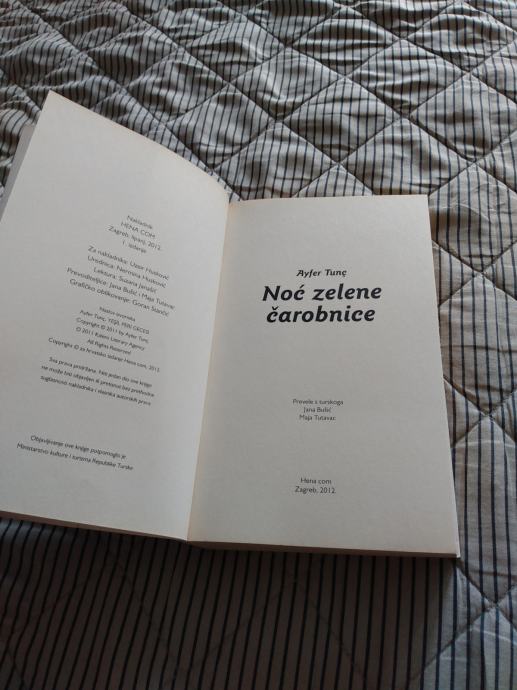 Nakladnik
HENA COM
Zagreb, lipanj, 2012.
1. izdanje
Za nakladnika: Uzeir Husković
Urednica: Nermina Husković
Lektura: Suzana Janašić
Prevoditeljice: Jana Bušić i Maja Tutavac
Grafičko oblikovanje: Goran Stančić
Naslov izvornika
Ayfer Tunç, YEŞİL PERİ GECESİ
Copyright © 2011 by Ayfer Tunç
© 2011 Kalem Literary Agency
All Rights Reserved
Copyright © za hrvatsko izdanje Hena com, 2012.
Sva prava pridržana. Niti jedan dio ove knjige
ne može biti objavljen ili pretisnut bez prethodne
suglasnosti nakladnika i vlasnika autorskih prava
Objavljivanje ove knjige potpomoglo je
Ministarstvo kulture i turizma Republike Turske
Ayfer Tunç
Noć zelene
čarobnice
Prevele s turskoga
Jana Bušić
Maja Tutavac
Hena com
Zagreb, 2012.